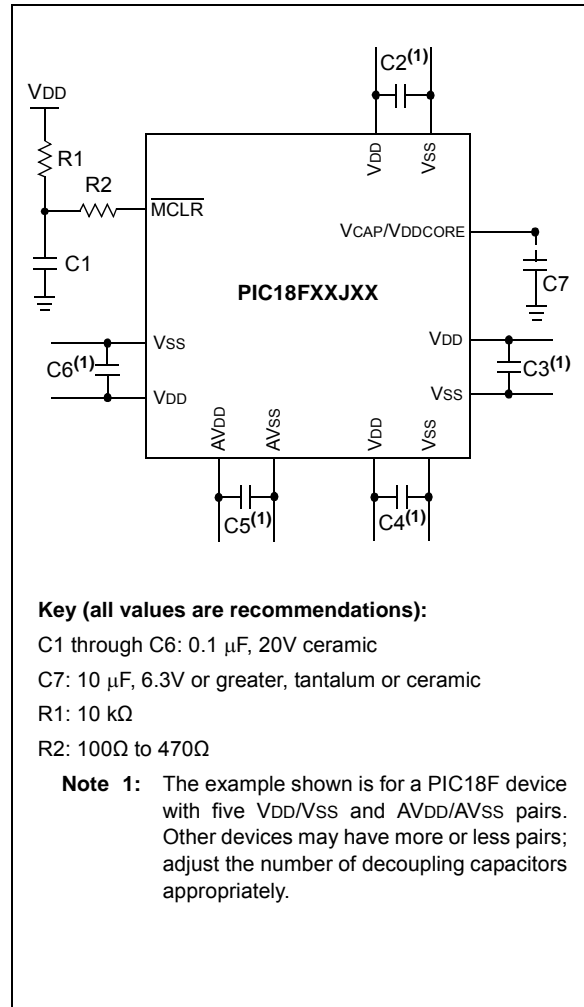 C2(1)
VDD
R1
R2
C1
VDD
VSS
MCLR
VCAP/VDDCORE
C7
PIC18FXXJXX
VSS
C6(1)
VDD
VDD
C3(1)
VSS
AVDD
AVSS
VDD
VSS
C5(1)
C4(1)
Key (all values are recommendations):
C1 through C6: 0.1 μF, 20V ceramic
C7: 10 μF, 6.3V or greater, tantalum or ceramic
R1: 10 kΩ
R2: 100Ω to 470Ω
Note 1: The example shown is for a PIC18F device
with five VDD/VSS and AVDD/AVSS pairs.
Other devices may have more or less pairs;
adjust the number of decoupling capacitors
appropriately.